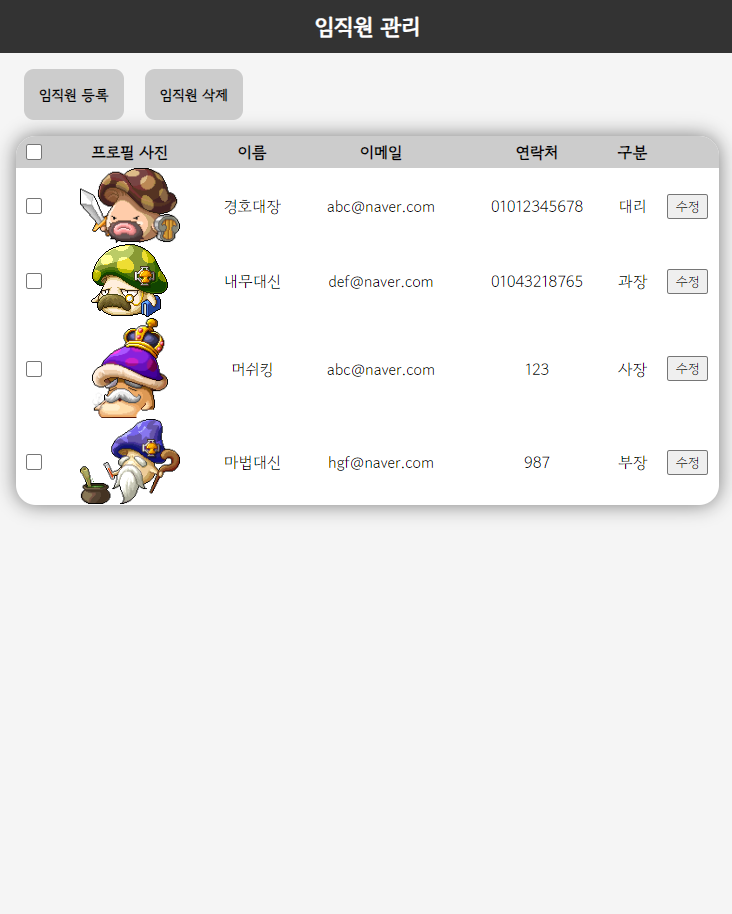 임직원 관리
임직원 등록 임직원 삭제
프로필 사진 이름 이메일 연락처 구분
경호대장 abc@naver.com 01012345678 대리 수정
내무대신 def@naver.com 01043218765 과장 수정
머쉬킹 abc@naver.com 123 사장 수정
마법대신 hgf@naver.com 987 부장 수정